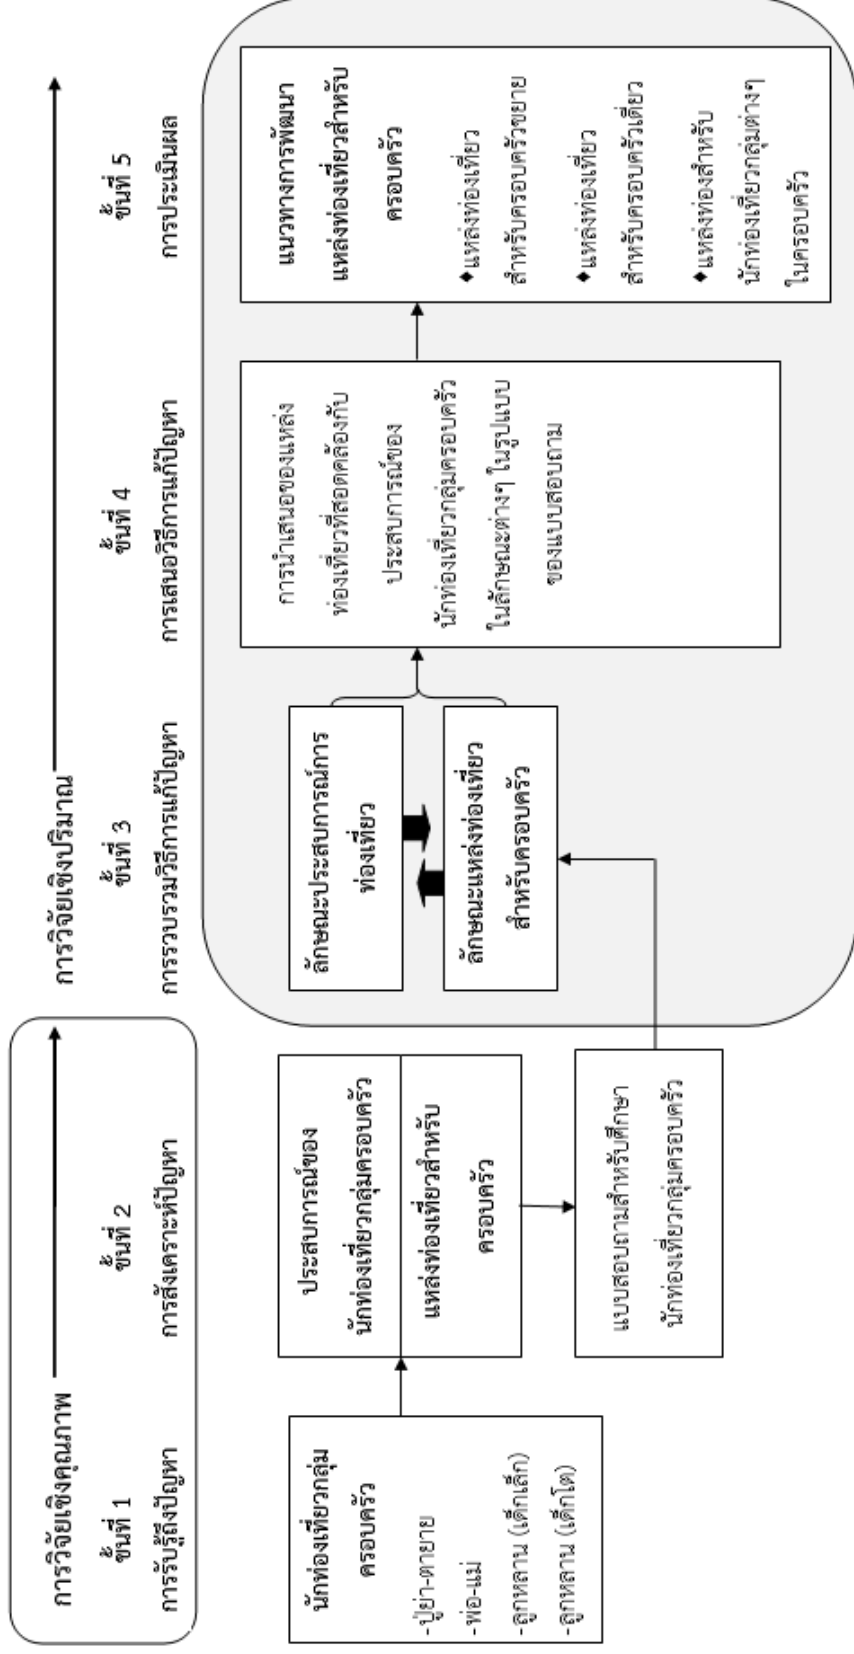 การวิจัยเชิงคุณภาพ
การวิจัยเชิงปริมาณ
ขั้นที่ 1
การรับรู้ถึงปัญหา
ขั้นที่ 2
การสังเคราะห์ปัญหา
ขั้นที่ 3
การรวบรวมวิธีการแก้ปัญหา
ขั้นที่ 4
การเสนอวิธีการแก้ปัญหา
ขั้นที่ 5
การประเมินผล
นักท่องเที่ยวกลุ่ม
ครอบครัว
-ปู่ย่า-ตายาย
-พ่อ-แม่
-ลูกหลาน (เด็กเล็ก)
-ลูกหลาน (เด็กโต)
ประสบการณ์ของ
นักท่องเที่ยวกลุ่มครอบครัว
แหล่งท่องเที่ยวสำหรับ
ครอบครัว
แบบสอบถามสำหรับศึกษา
นักท่องเที่ยวกลุ่มครอบครัว
ลักษณะประสบการณ์การ
ท่องเที่ยว
ลักษณะแหล่งท่องเที่ยว
สำหรับครอบครัว
การนำเสนอของแหล่ง
ท่องเที่ยวที่สอดคล้องกับ
ประสบการณ์ของ
นักท่องเที่ยวกลุ่มครอบครัว
ในลักษณะต่างๆ ในรูปแบบ
ของแบบสอบถาม
แนวทางการพัฒนา
แหล่งท่องเที่ยวสำหรับ
ครอบครัว
♦แหล่งท่องเที่ยว
สำหรับครอบครัวขยาย
♦แหล่งท่องเที่ยว
สำหรับครอบครัวเดี่ยว
♦แหล่งท่องสำหรับ
นักท่องเที่ยวกลุ่มต่างๆ
ในครอบครัว